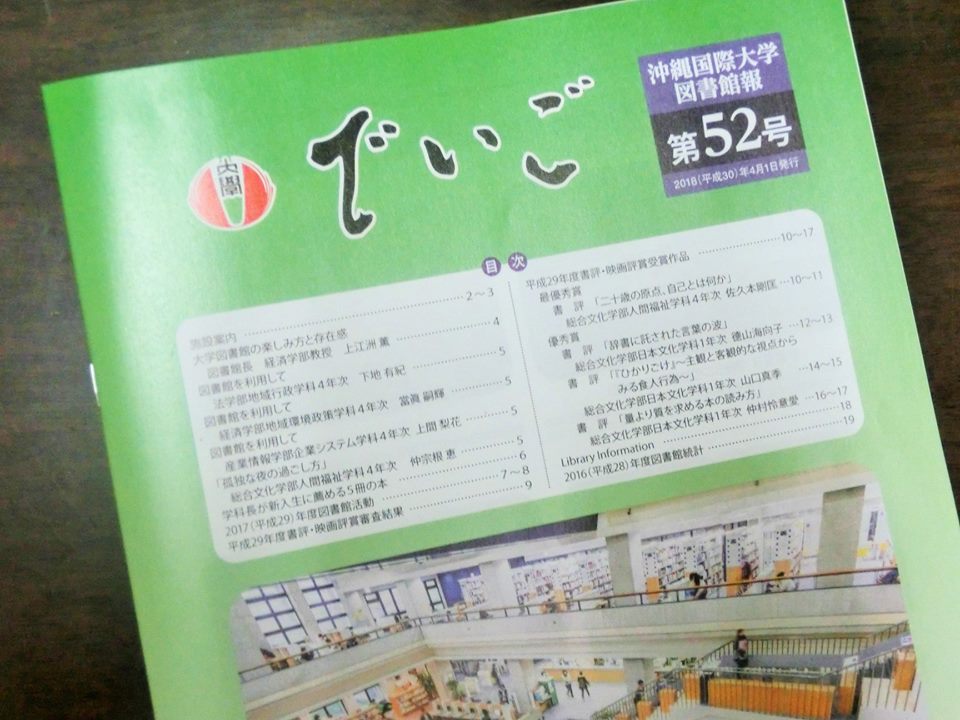 大學
でいご
沖縄国際大学
図書館報
第52号
2018(平成30)年4月1日発行
目次
施設案内 …… 2～3
大学図書館の楽しみ方と存在感
図書館長 経済学部教授 上江洲 薫 …… 4
図書館を利用して
法学部地域行政学科4年次 下地 有紀 …… 5
図書館を利用して
経済学部地域環境政策学科4年次 當眞 嗣輝 …… 5
図書館を利用して
産業情報学部企業システム学科4年次 上間 梨花 …… 5
「孤独な夜の過ごし方」
総合文化学部人間福祉学科4年次 仲宗根 恵 …… 5
学科長が新入生に薦める5冊の本 …… 6
2017(平成29)年度図書館活動 …… 7～8
平成29年度書評・映画評賞審査結果 …… 9
平成29年度書評・映画評賞受賞作品 …… 10～17
最優秀賞
書 評 「二十歳の原点、自己とは何か」
総合文化学部人間福祉学科4年次 佐久本剛匡 …10～11
優秀賞
書 評 「辞書に託された言葉の波」
総合文化学部日本文化学科1年次 徳山海向子 …12～13
書 評 「『ひかりごけ』～主観と客観的な視点から
みる食人行為～」
総合文化学部日本文化学科1年次 山口真季 …14～15
書 評 「量より質を求める本の読み方」
総合文化学部日本文化学科1年次 仲村怜意愛 …16～17
Library Information …… 18
2016(平成28)年度図書館統計 …… 19